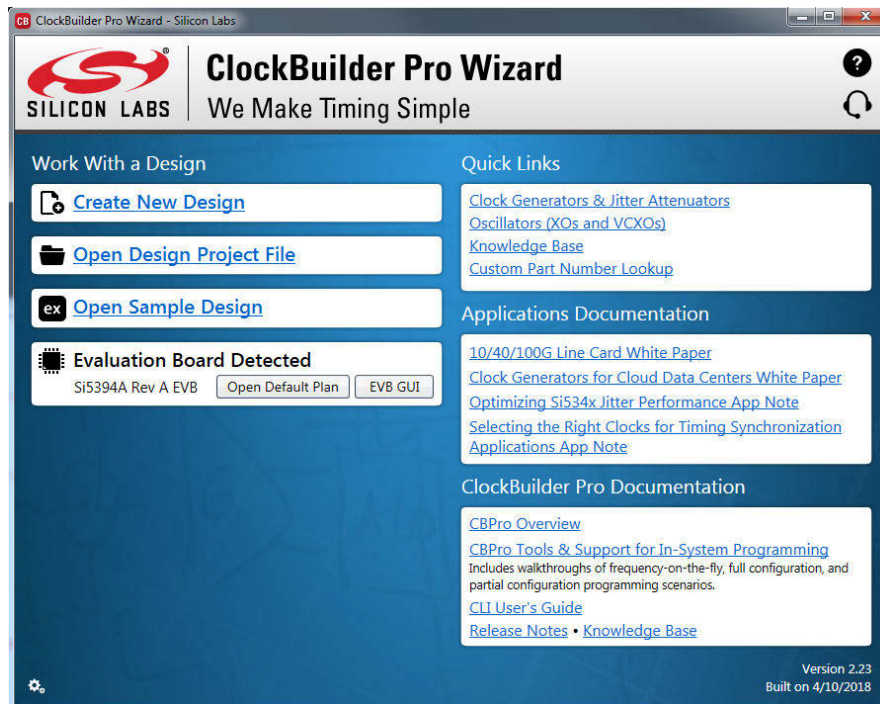 CB ClockBuilder Pro Wizard - Silicon Labs
SILICON LABS
®
ClockBuilder Pro Wizard
We Make Timing Simple
?
Work With a Design
Create New Design
Open Design Project File
ex Open Sample Design
Evaluation Board Detected
Si5394A Rev A EVB Open Default Plan EVB GUI
Quick Links
Clock Generators & Jitter Attenuators
Oscillators (XOs and VCXOs)
Knowledge Base
Custom Part Number Lookup
Applications Documentation
10/40/100G Line Card White Paper
Clock Generators for Cloud Data Centers White Paper
Optimizing Si534x Jitter Performance App Note
Selecting the Right Clocks for Timing Synchronization
Applications App Note
ClockBuilder Pro Documentation
CBPro Overview
CBPro Tools & Support for In-System Programming
Includes walkthroughs of frequency-on-the-fly, full configuration, and
partial configuration programming scenarios.
CLI User's Guide
Release Notes • Knowledge Base
Version 2.23
Built on 4/10/2018